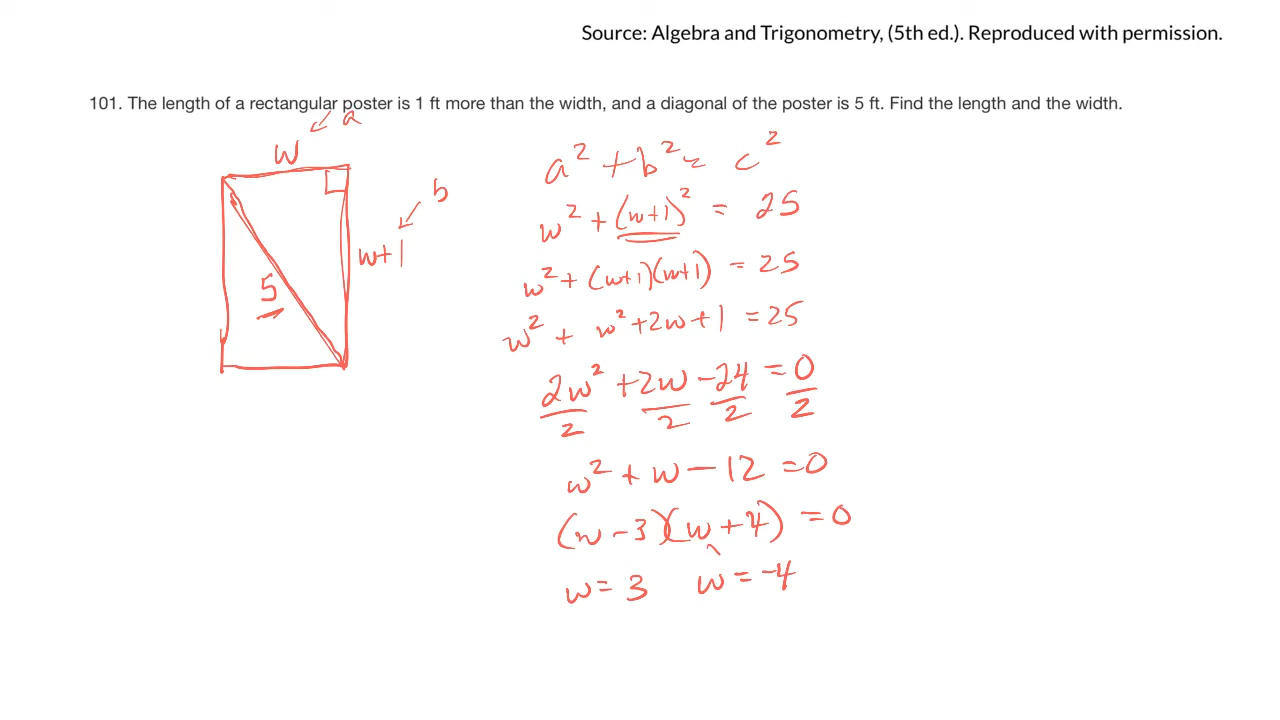 Source: Algebra and Trigonometry, (5th ed.). Reproduced with permission.
101. The length of a rectangular poster is 1 ft more than the width, and a diagonal of the poster is 5 ft. Find the length and the width.
a
w
b
w+1
5
a² + b² = c²
w² + (w+1)² = 25
w² + (w+1)(w+1) = 25
w² + w² + 2w + 1 = 25
2w² + 2w - 24 = 0
2 2 2 2
w² + w - 12 = 0
(w - 3)(w + 4) = 0
w = 3 w = -4